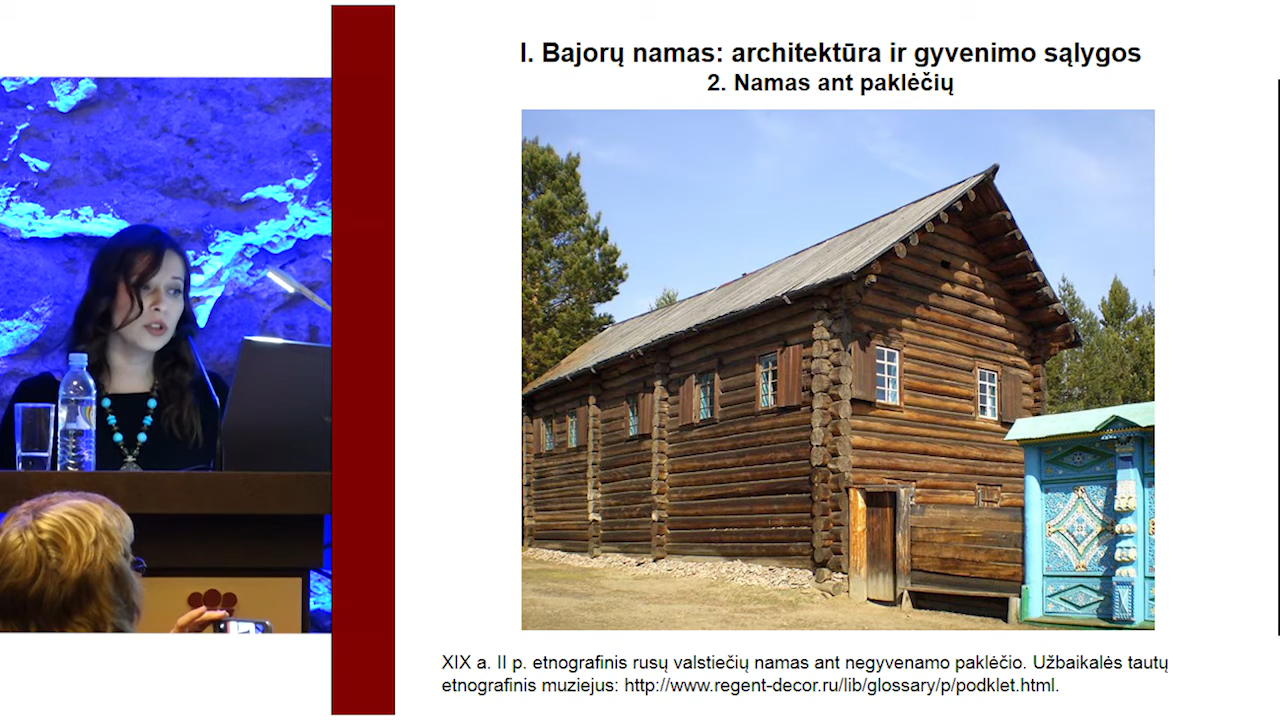 I. Bajorų namas: architektūra ir gyvenimo sąlygos
2. Namas ant paklėčių
XIX a. II p. etnografinis rusų valstiečių namas ant negyvenamo paklėčio. Užbaikalės tautų
etnografinis muziejus: http://www.regent-decor.ru/lib/glossary/p/podklet.html.